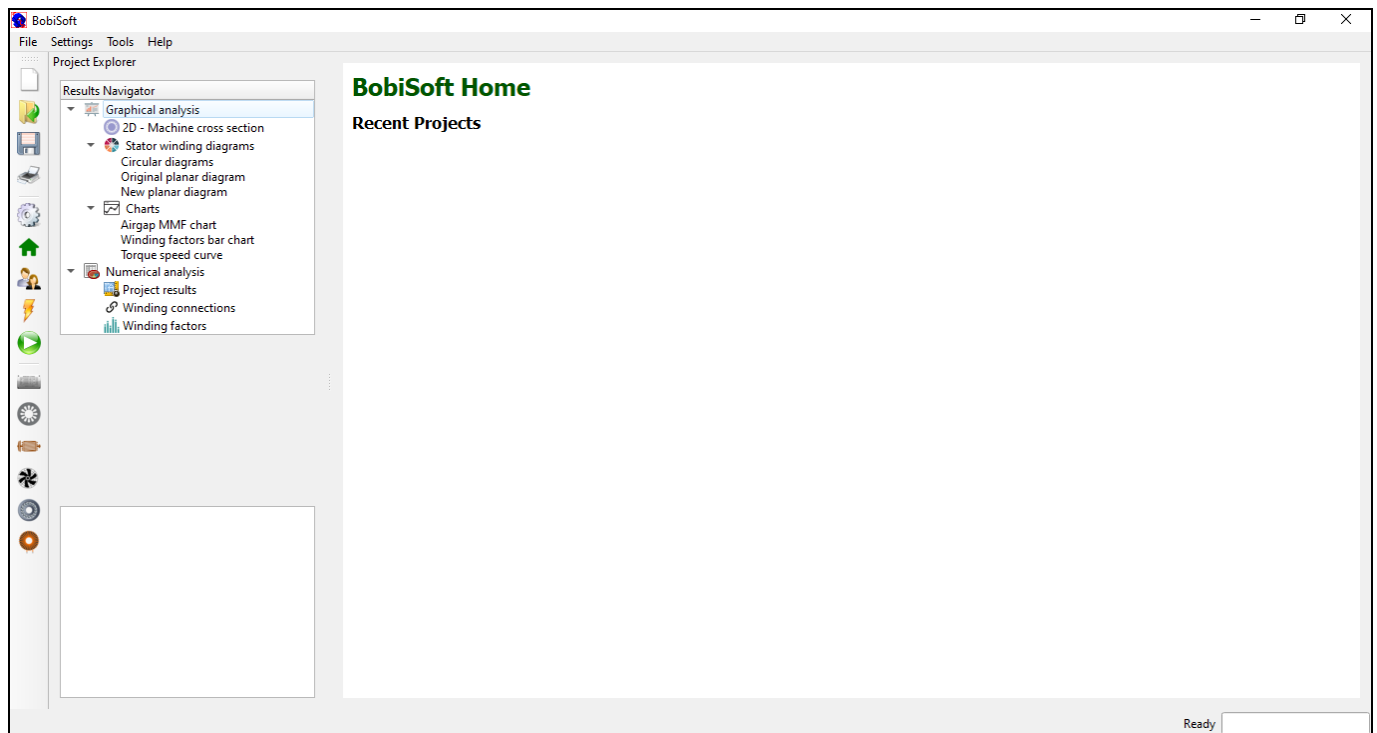 BobiSoft
File Settings Tools Help
Project Explorer
Results Navigator
Graphical analysis
2D - Machine cross section
Stator winding diagrams
Circular diagrams
Original planar diagram
New planar diagram
Charts
Airgap MMF chart
Winding factors bar chart
Torque speed curve
Numerical analysis
Project results
Winding connections
Winding factors
BobiSoft Home
Recent Projects
Ready